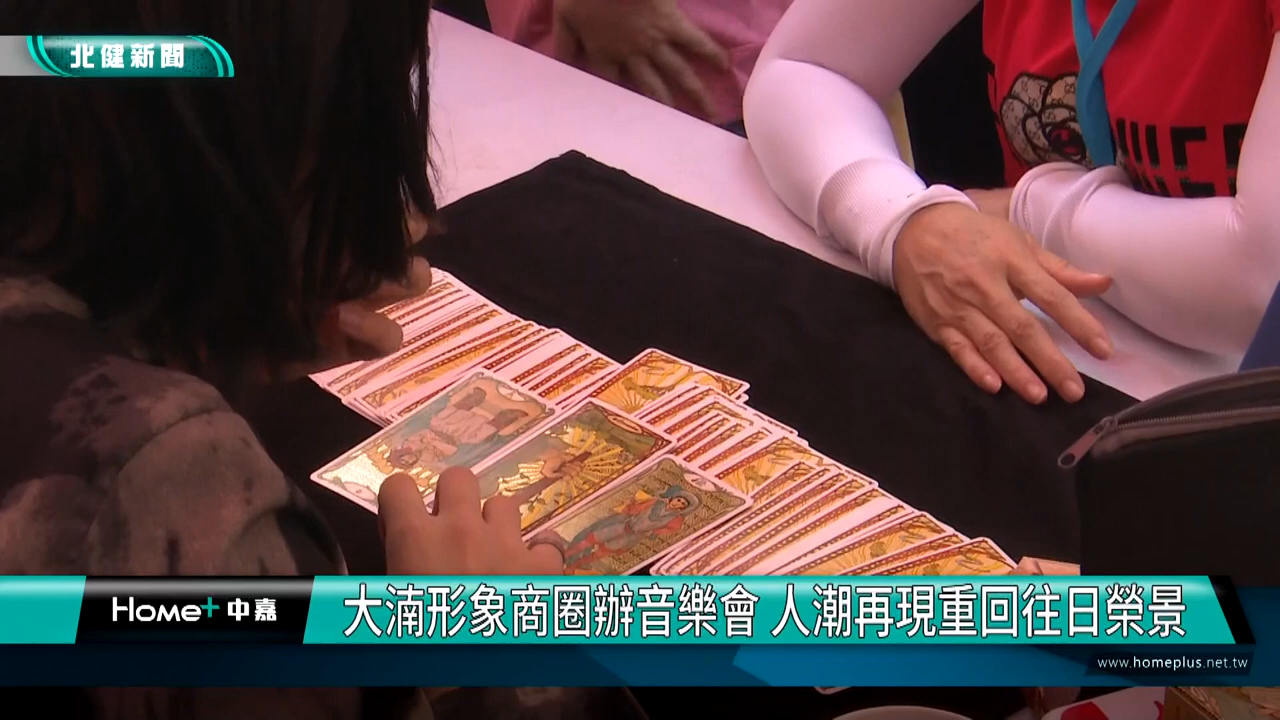 北健新聞
Home+ 中嘉
大湳形象商圈辦音樂會 人潮再現重回往日榮景
www.homeplus.net.tw